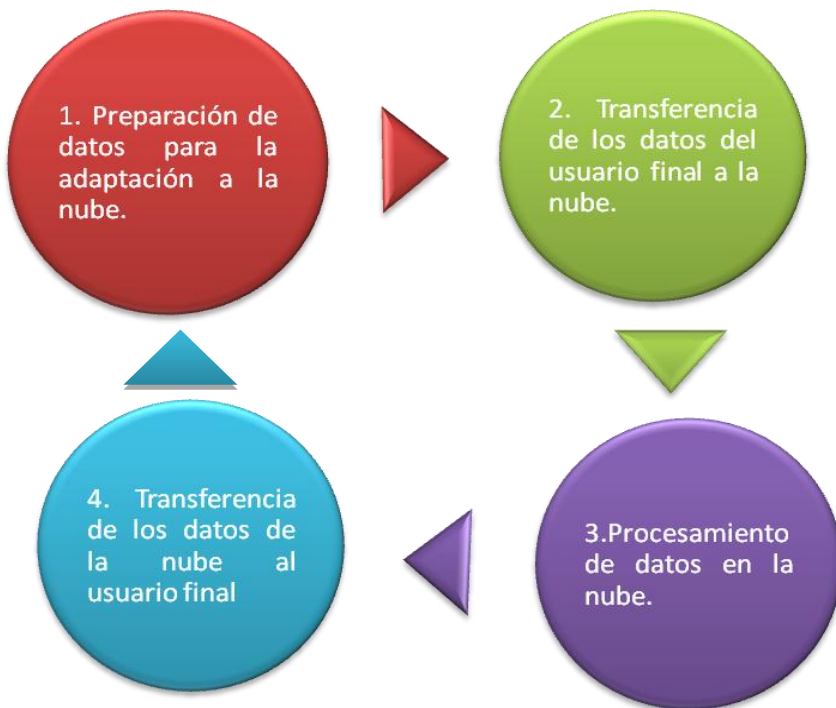 1. Preparación de
datos para la
adaptación a la
nube.
2. Transferencia
de los datos del
usuario final a la
nube.
3.Procesamiento
de datos en la
nube.
4. Transferencia
de los datos de
la nube al
usuario final